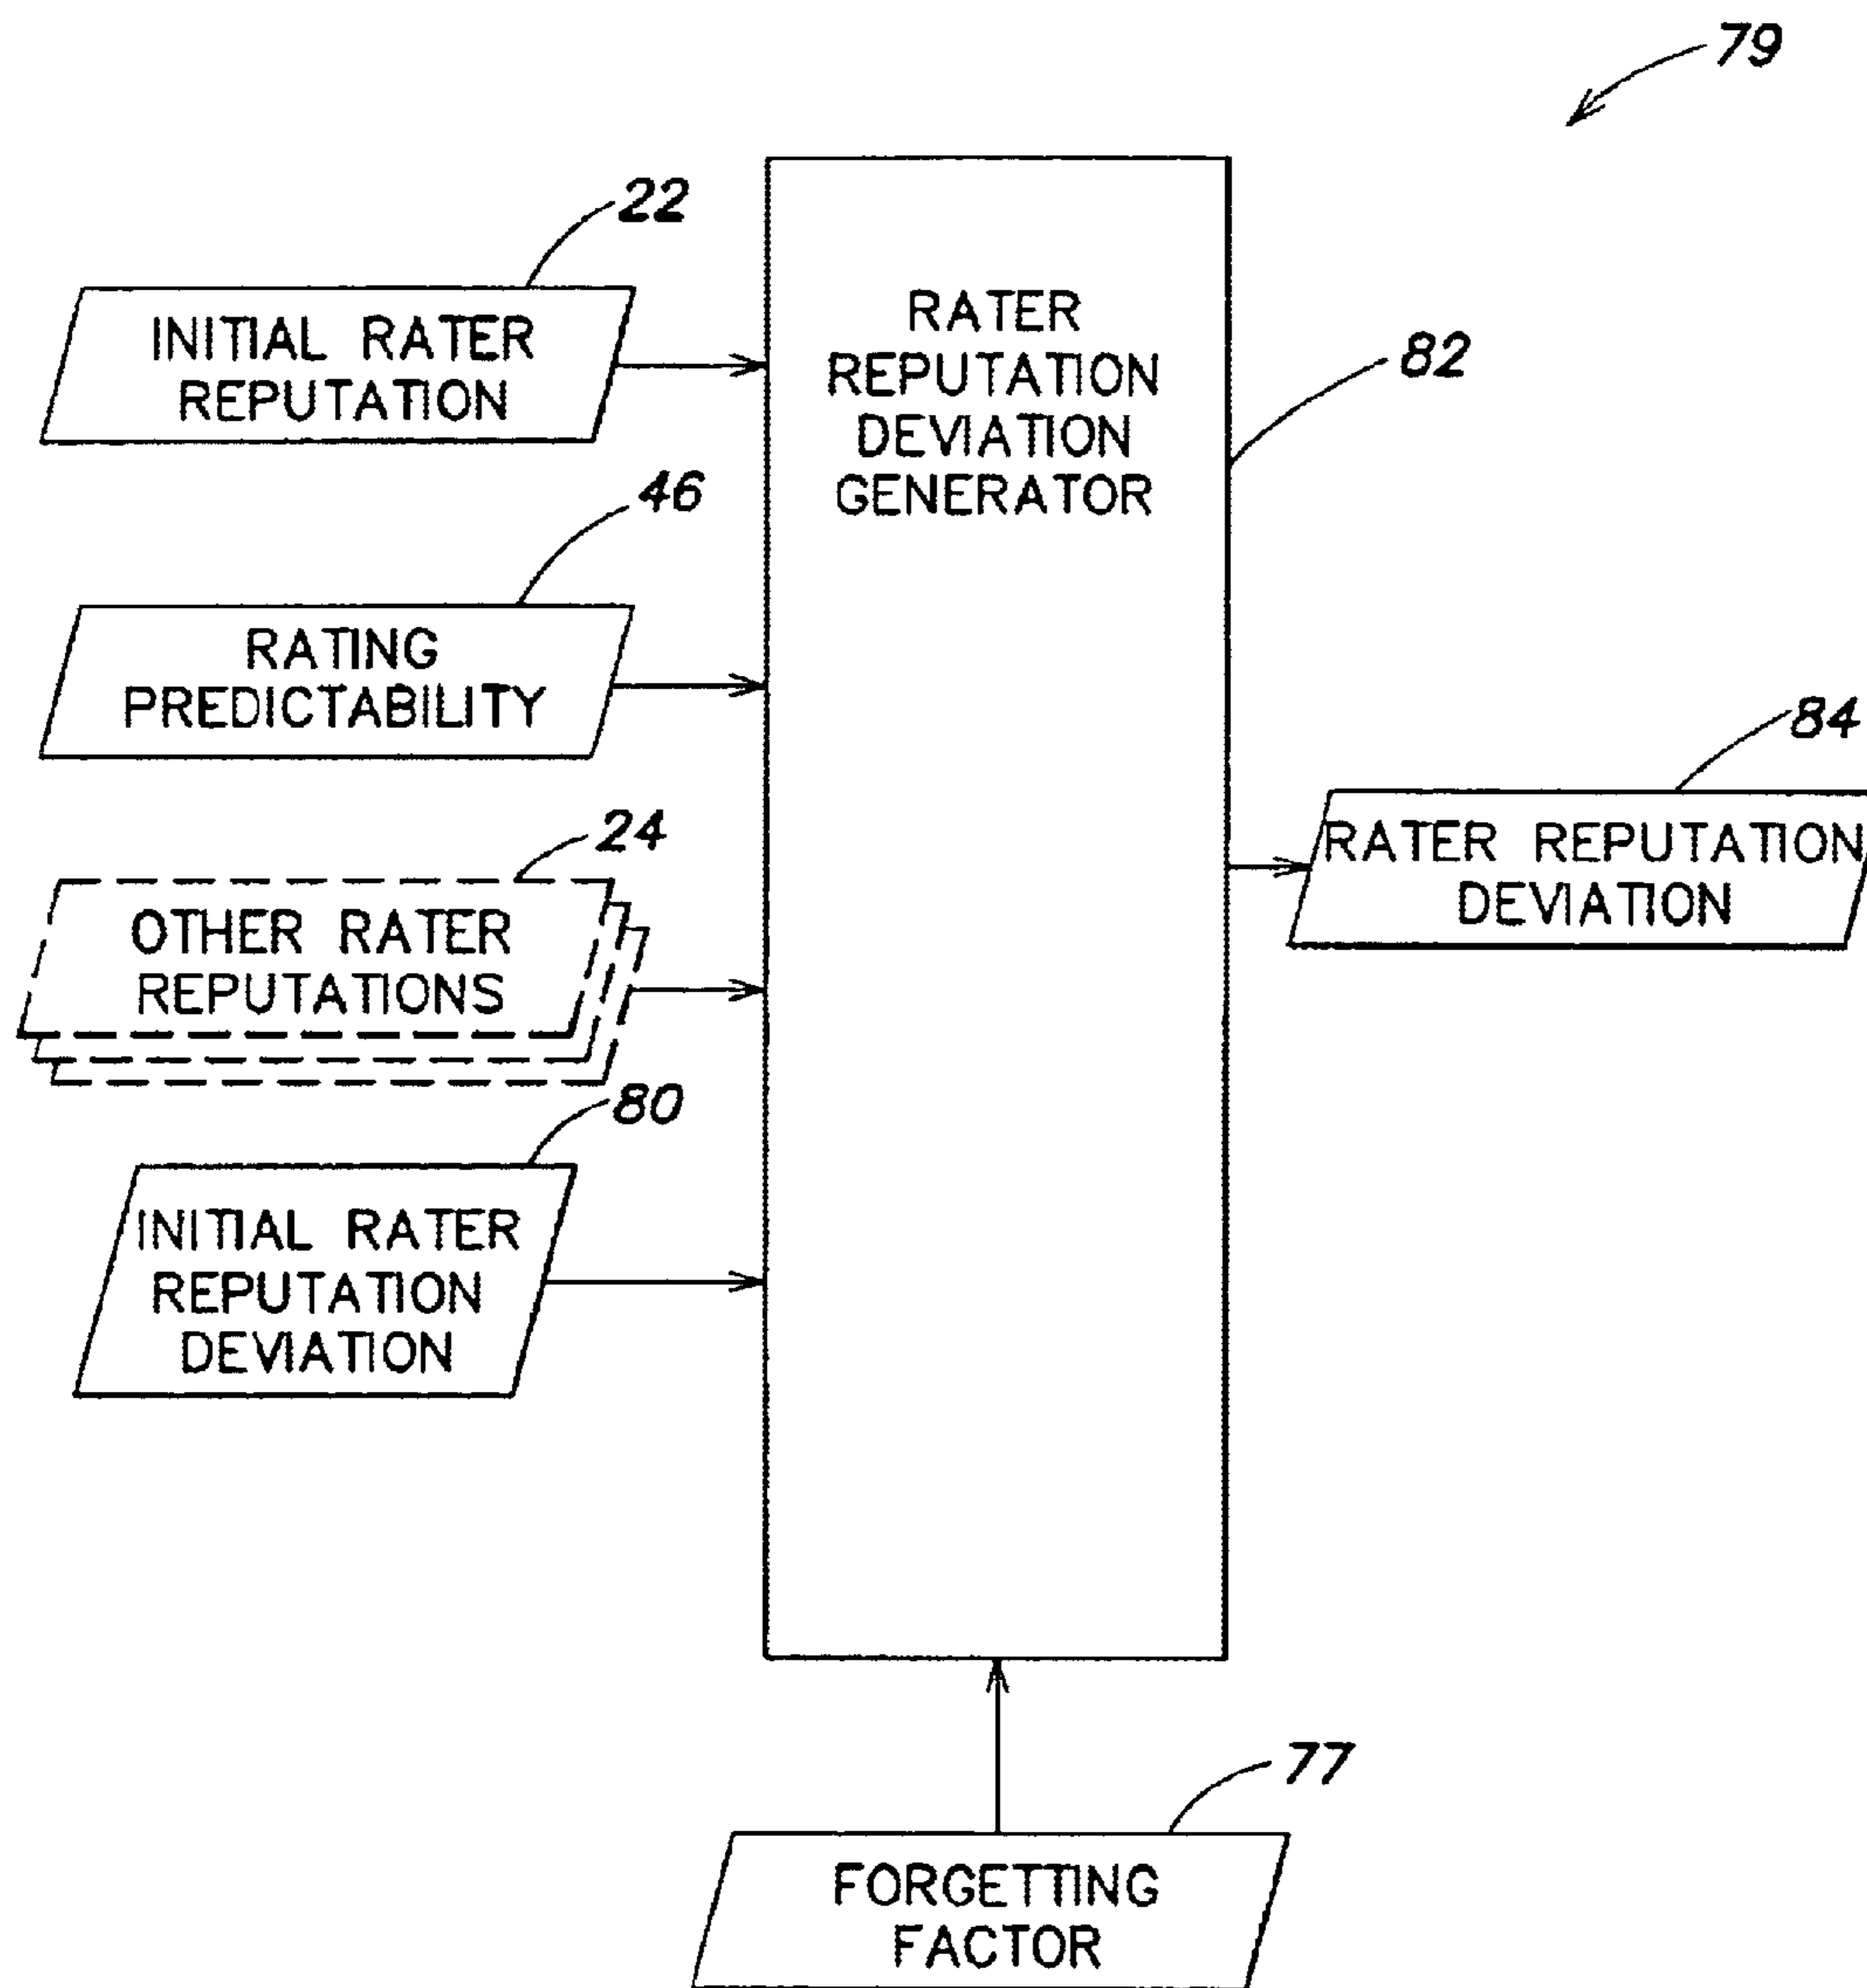 79
22
INITIAL RATER
REPUTATION
RATER
REPUTATION
DEVIATION
GENERATOR
82
46
RATING
PREDICTABILITY
84
RATER REPUTATION
DEVIATION
24
OTHER RATER
REPUTATIONS
80
INITIAL RATER
REPUTATION
DEVIATION
77
FORGETTING
FACTOR